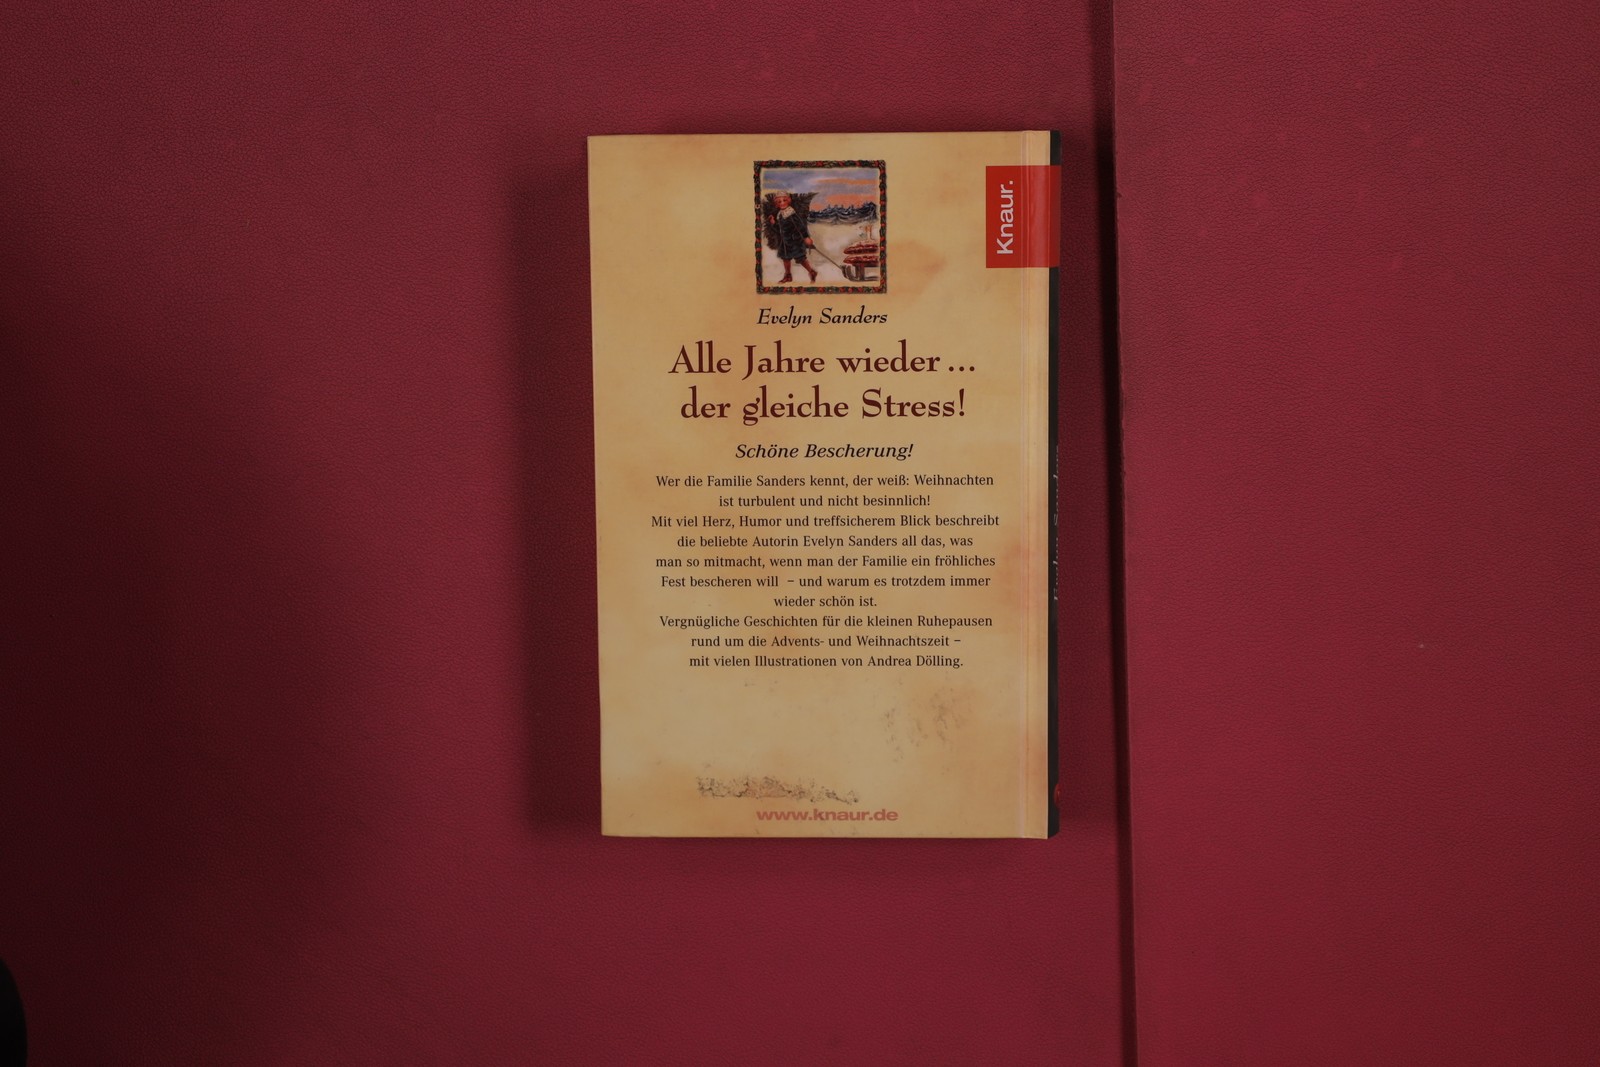 Knaur.
Evelyn Sanders
Alle Jahre wieder...
der gleiche Stress!
Schöne Bescherung!
Wer die Familie Sanders kennt, der weiß: Weihnachten
ist turbulent und nicht besinnlich!
Mit viel Herz, Humor und treffsicherem Blick beschreibt
die beliebte Autorin Evelyn Sanders all das, was
man so mitmacht, wenn man der Familie ein fröhliches
Fest bescheren will – und warum es trotzdem immer
wieder schön ist.
Vergnügliche Geschichten für die kleinen Ruhepausen
rund um die Advents- und Weihnachtszeit –
mit vielen Illustrationen von Andrea Dölling.
www.knaur.de